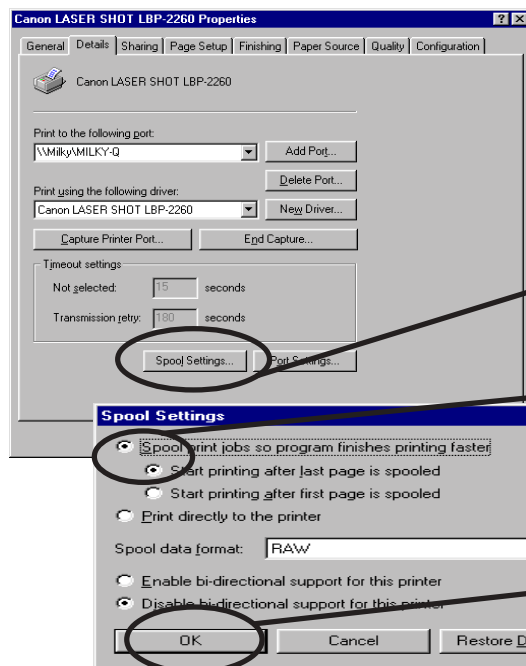 Canon LASER SHOT LBP-2260 Properties
General Details Sharing Page Setup Finishing Paper Source Quality Configuration
Canon LASER SHOT LBP-2260
Print to the following port:
\\Milky\MILKY-Q
Add Port...
Delete Port...
Print using the following driver:
Canon LASER SHOT LBP-2260
New Driver...
Capture Printer Port...
End Capture...
Timeout settings
Not selected: 15 seconds
Transmission retry: 180 seconds
Spool Settings... Port Settings...
Spool Settings
Spool print jobs so program finishes printing faster
Start printing after last page is spooled
Start printing after first page is spooled
Print directly to the printer
Spool data format: RAW
Enable bi-directional support for this printer
Disable bi-directional support for this printer
OK Cancel Restore D